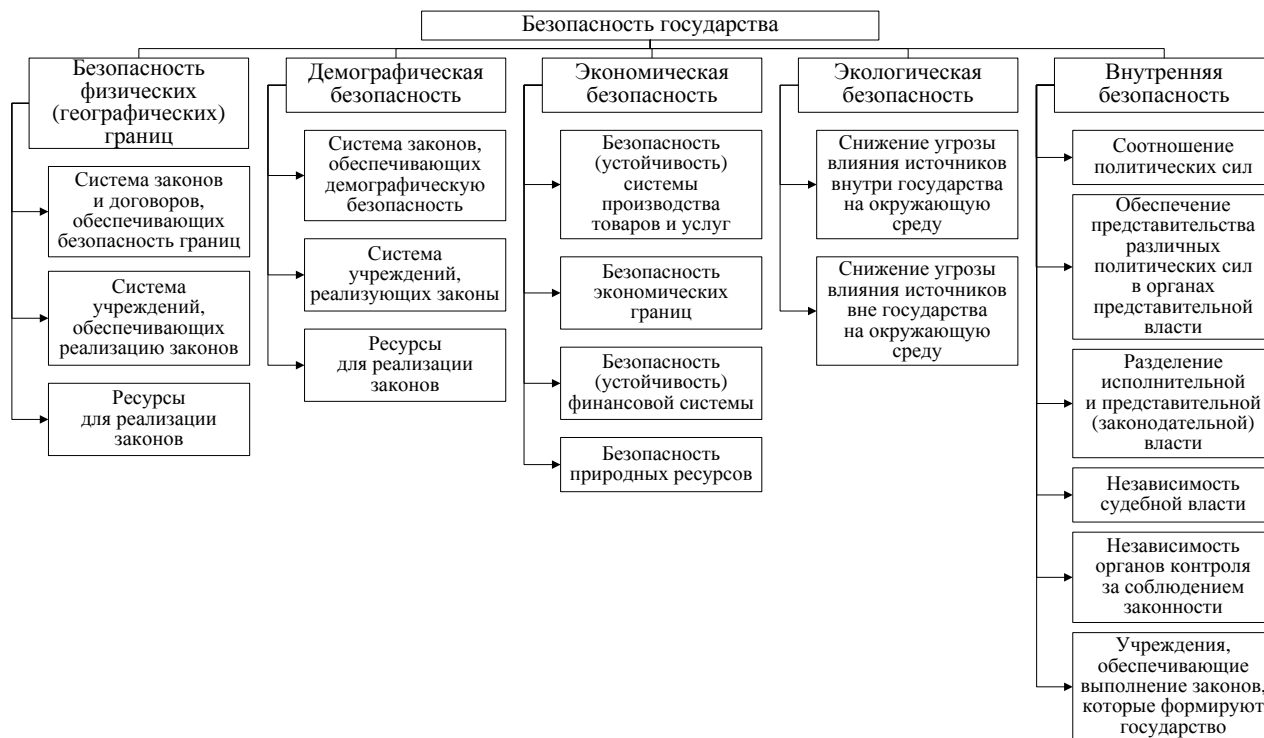 Безопасность государства
Безопасность
физических
(географических)
границ
Система законов
и договоров,
обеспечивающих
безопасность границ
Система
учреждений,
обеспечивающих
реализацию законов
Ресурсы
для реализации
законов
Демографическая
безопасность
Система законов,
обеспечивающих
демографическую
безопасность
Система
учреждений,
реализующих законы
Ресурсы
для реализации
законов
Экономическая
безопасность
Безопасность
(устойчивость)
системы
производства
товаров и услуг
Безопасность
экономических
границ
Безопасность
(устойчивость)
финансовой системы
Безопасность
природных ресурсов
Экологическая
безопасность
Снижение угрозы
влияния источников
внутри государства
на окружающую
среду
Снижение угрозы
влияния источников
вне государства
на окружающую
среду
Внутренняя
безопасность
Соотношение
политических сил
Обеспечение
представительства
различных
политических сил
в органах
представительной
власти
Разделение
исполнительной
и представительной
(законодательной)
власти
Независимость
судебной власти
Независимость
органов контроля
за соблюдением
законности
Учреждения,
обеспечивающие
выполнение законов,
которые формируют
государство